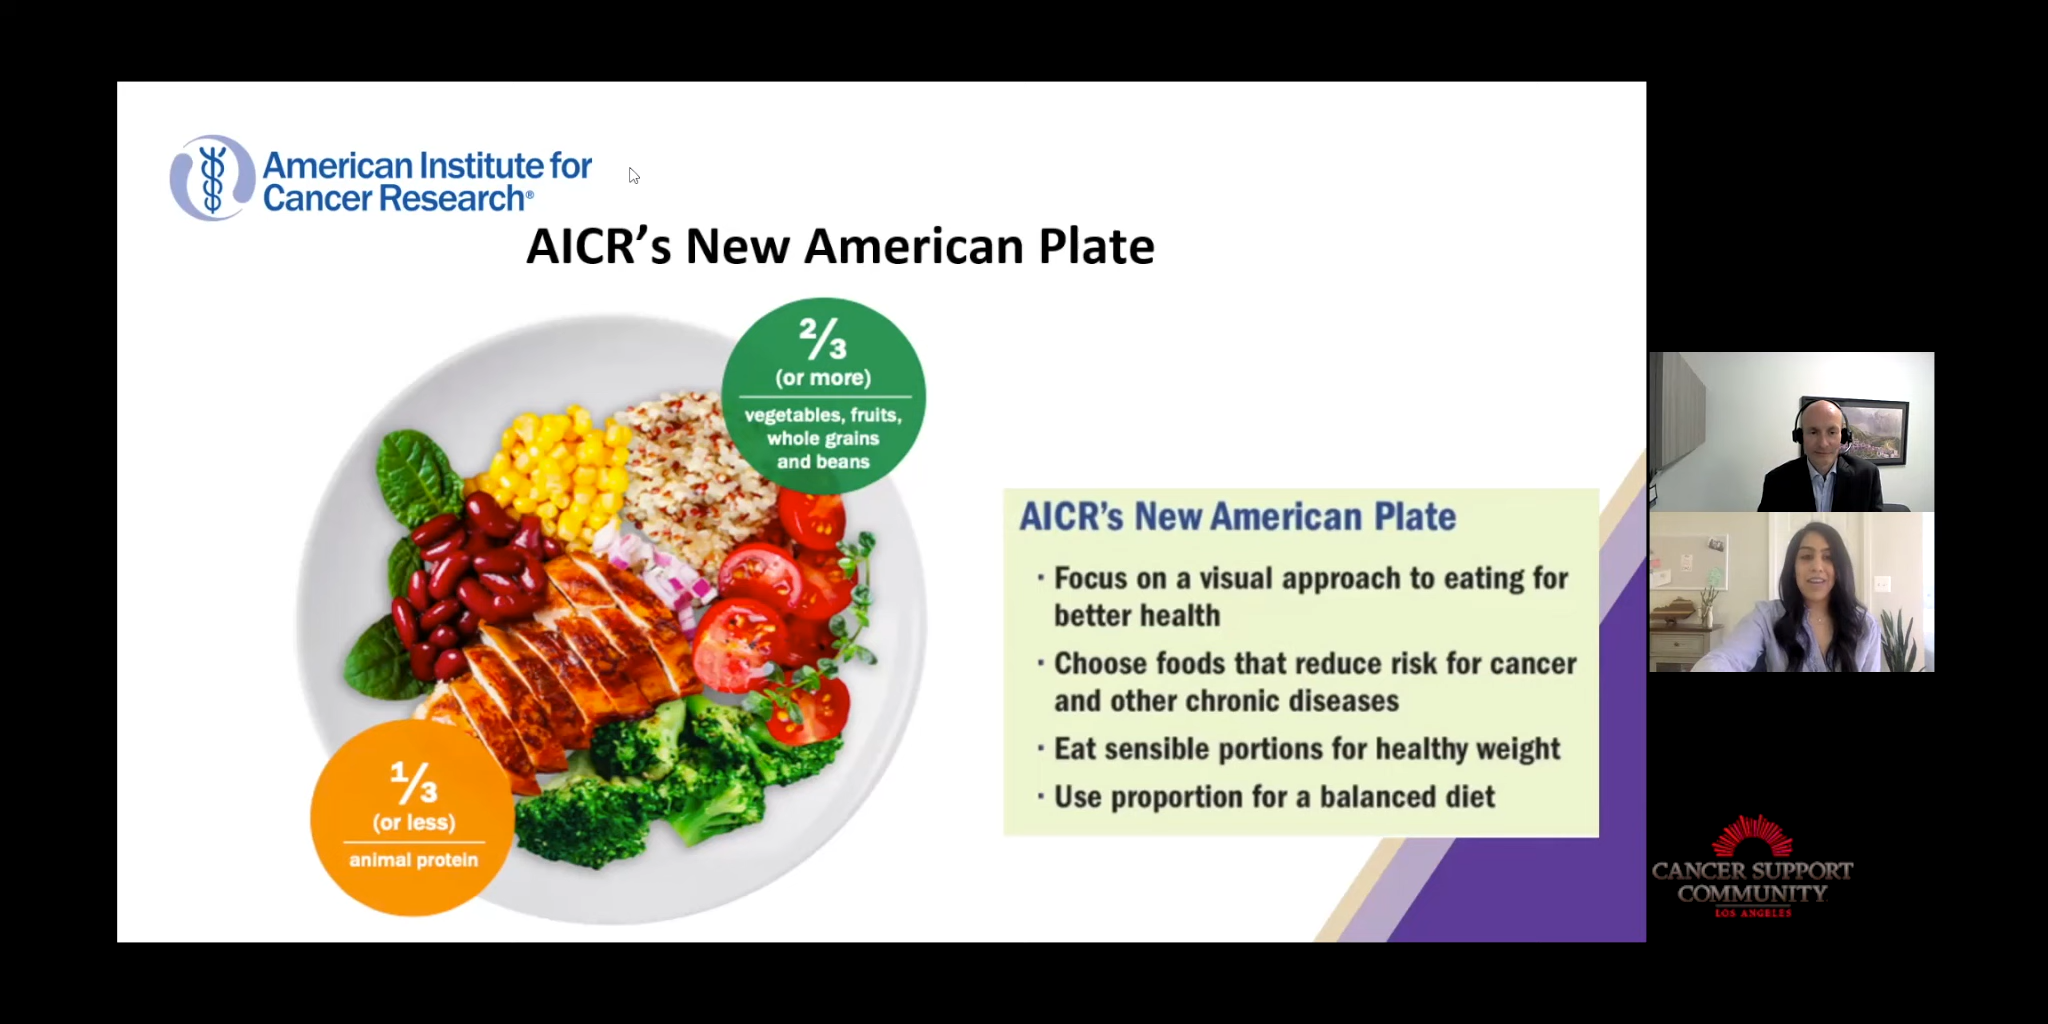 American Institute for
Cancer Research®
AICR’s New American Plate
2/3
(or more)
vegetables, fruits,
whole grains
and beans
1/3
(or less)
animal protein
AICR’s New American Plate
· Focus on a visual approach to eating for
better health
· Choose foods that reduce risk for cancer
and other chronic diseases
· Eat sensible portions for healthy weight
· Use proportion for a balanced diet
CANCER SUPPORT
COMMUNITY
LOS ANGELES